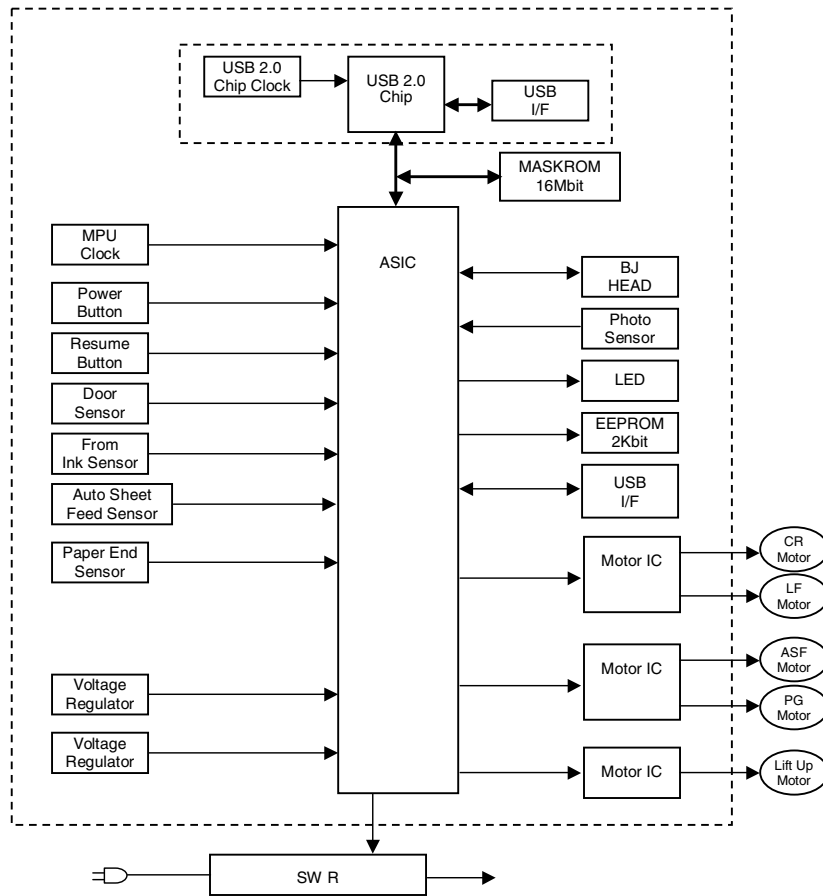 USB 2.0
Chip Clock
USB 2.0
Chip
USB
I/F
MASKROM
16Mbit
MPU
Clock
Power
Button
Resume
Button
Door
Sensor
From
Ink Sensor
Auto Sheet
Feed Sensor
Paper End
Sensor
Voltage
Regulator
Voltage
Regulator
ASIC
BJ
HEAD
Photo
Sensor
LED
EEPROM
2Kbit
USB
I/F
Motor IC
CR
Motor
LF
Motor
Motor IC
ASF
Motor
PG
Motor
Motor IC
Lift Up
Motor
SW R